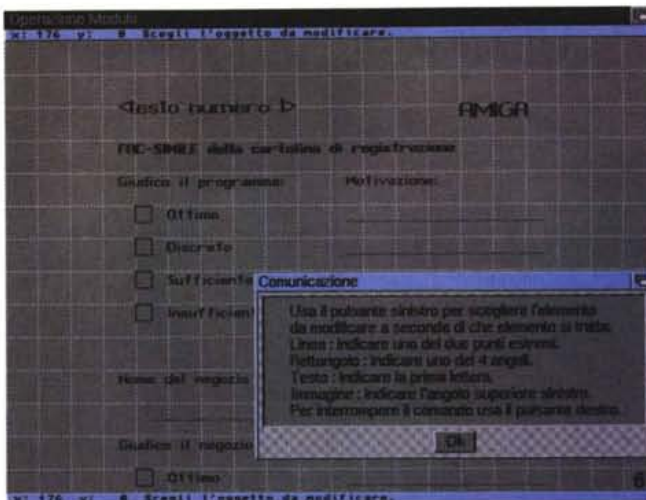 Operazione Modulo
x: 176 y: 0 Scegli l'oggetto da modificare.
<testo numero 1> AMIGA
FAC-SIMILE della cartolina di registrazione
Giudico il programma: Motivazione:
Ottimo
Discreto
Sufficiente
Insufficien
Comunicazione
Usa il pulsante sinistro per scegliere l'elemento
da modificare a seconda di che elemento si tratta.
Linea : indicare uno dei due punti estremi.
Rettangolo : indicare uno dei 4 angoli.
Testo : indicare la prima lettera.
Immagine : indicare l'angolo superiore sinistro.
Per interrompere il comando usa il pulsante destro.
Ok
Nome del negozio
Giudico il negozio
Ottimo
6
x: 176 y: 0 Scegli l'oggetto da modificare.